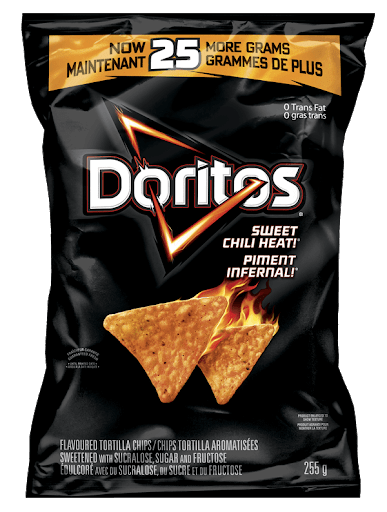 NOW 25 MORE GRAMS
MAINTENANT GRAMMES DE PLUS
0 Trans Fat
0 gras trans
Doritos
SWEET
CHILI HEAT!
PIMENT
INFERNAL!
FLAVOURED TORTILLA CHIPS / CHIPS TORTILLA AROMATISÉES
SWEETENED WITH SUCRALOSE, SUGAR AND FRUCTOSE
ÉDULCORÉ AVEC DU SUCRALOSE, DU SUCRE ET DU FRUCTOSE
255 g